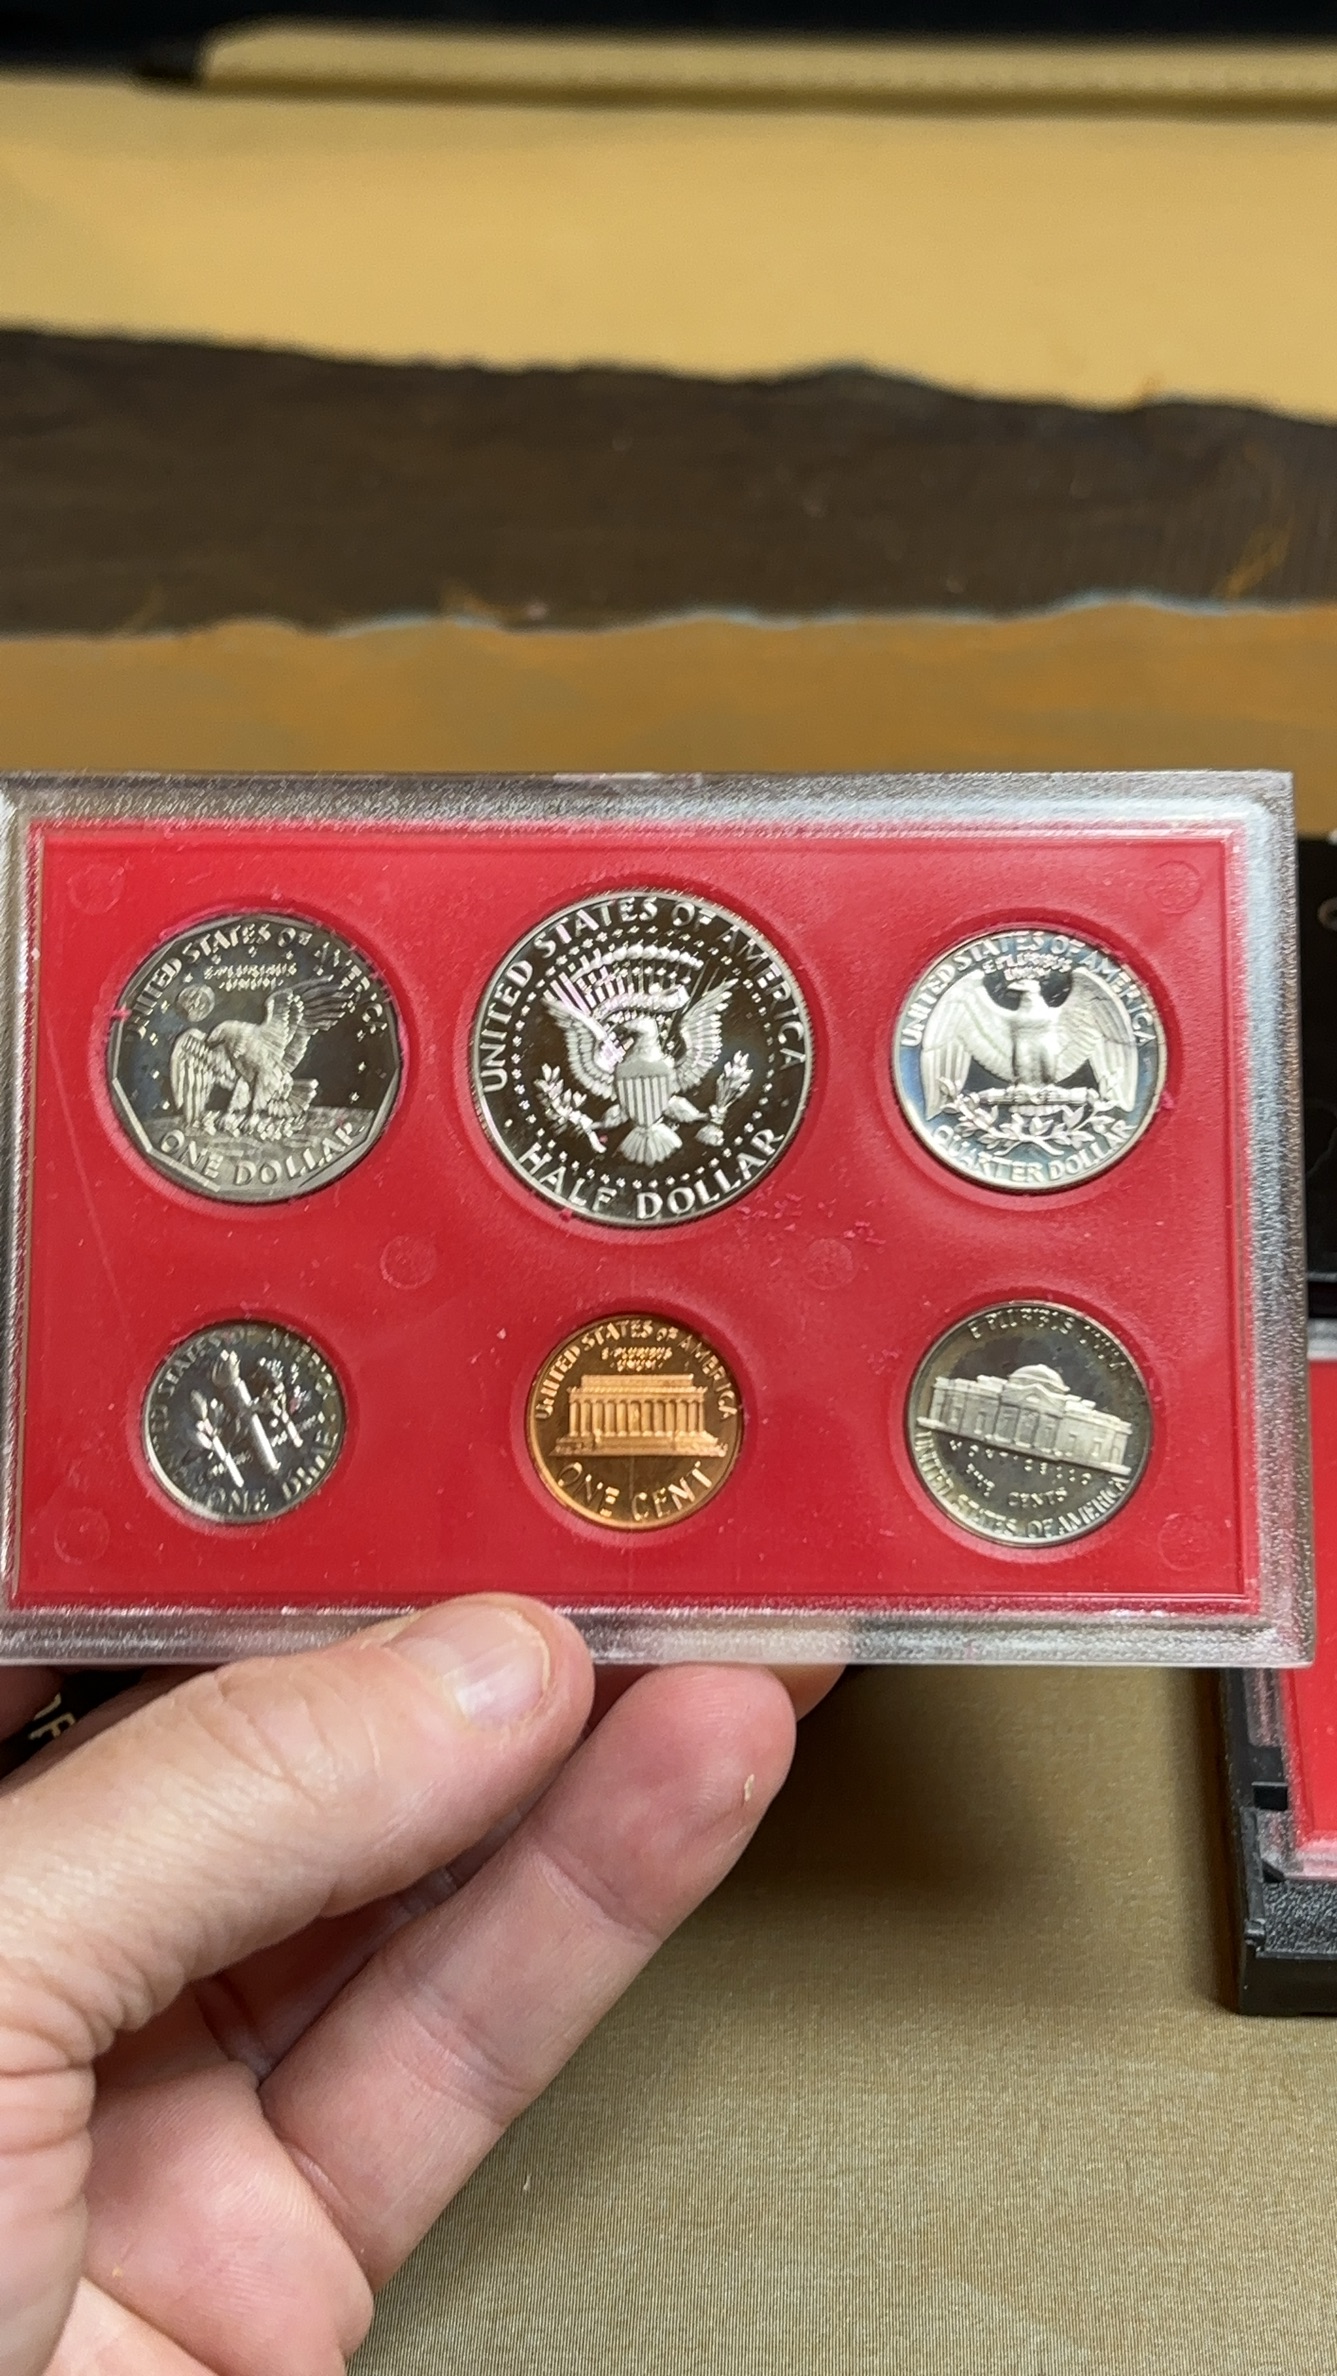 UNITED STATES OF AMERICA
E PLURIBUS
UNUM
ONE DOLLAR
UNITED STATES OF AMERICA
HALF DOLLAR
UNITED STATES OF AMERICA
E PLURIBUS
UNUM
QUARTER DOLLAR
STATES OF AMERICA
ONE DIME
UNITED STATES OF AMERICA
E PLURIBUS
UNUM
ONE CENT
E PLURIBUS UNUM
MONTICELLO
FIVE CENTS
UNITED STATES OF AMERICA